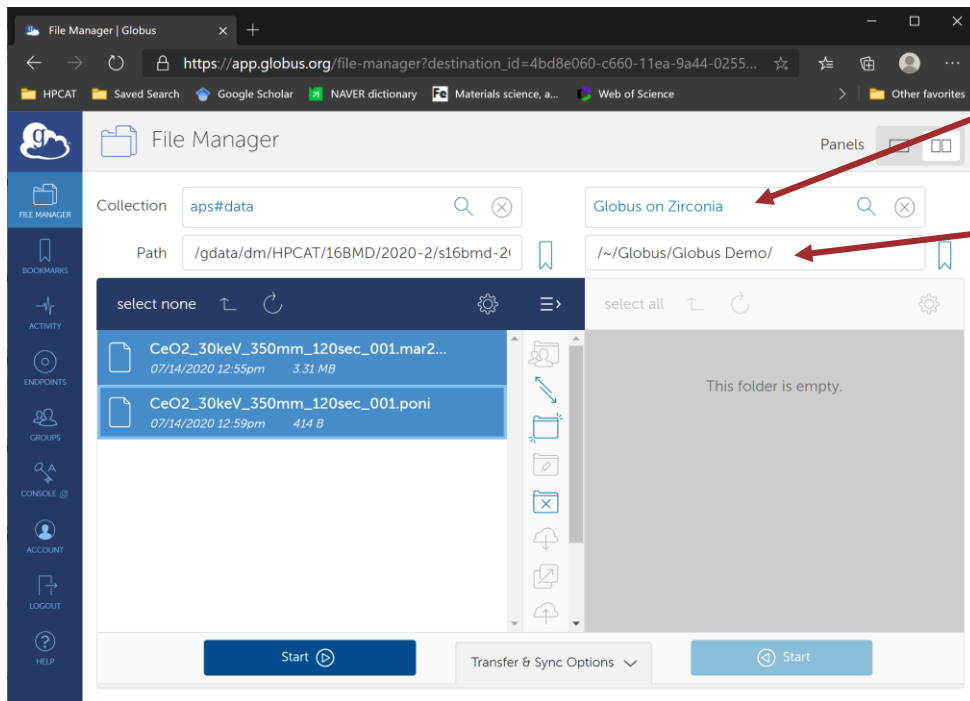 File Manager | Globus
https://app.globus.org/file-manager?destination_id=4bd8e060-c660-11ea-9a44-0255...
HPCAT Saved Search Google Scholar NAVER dictionary Fe Materials science, a... Web of Science Other favorites
g
File Manager
Panels
FILE MANAGER
BOOKMARKS
ACTIVITY
ENDPOINTS
GROUPS
CONSOLE
ACCOUNT
LOGOUT
HELP
Collection aps#data Globus on Zirconia
Path /gdata/dm/HPCAT/16BMD/2020-2/s16bmd-20 /~/Globus/Globus Demo/
select none select all
CeO2_30keV_350mm_120sec_001.mar2...
07/14/2020 12:55pm 3.31 MB
CeO2_30keV_350mm_120sec_001.poni
07/14/2020 12:59pm 414 B
This folder is empty.
Start Transfer & Sync Options Start